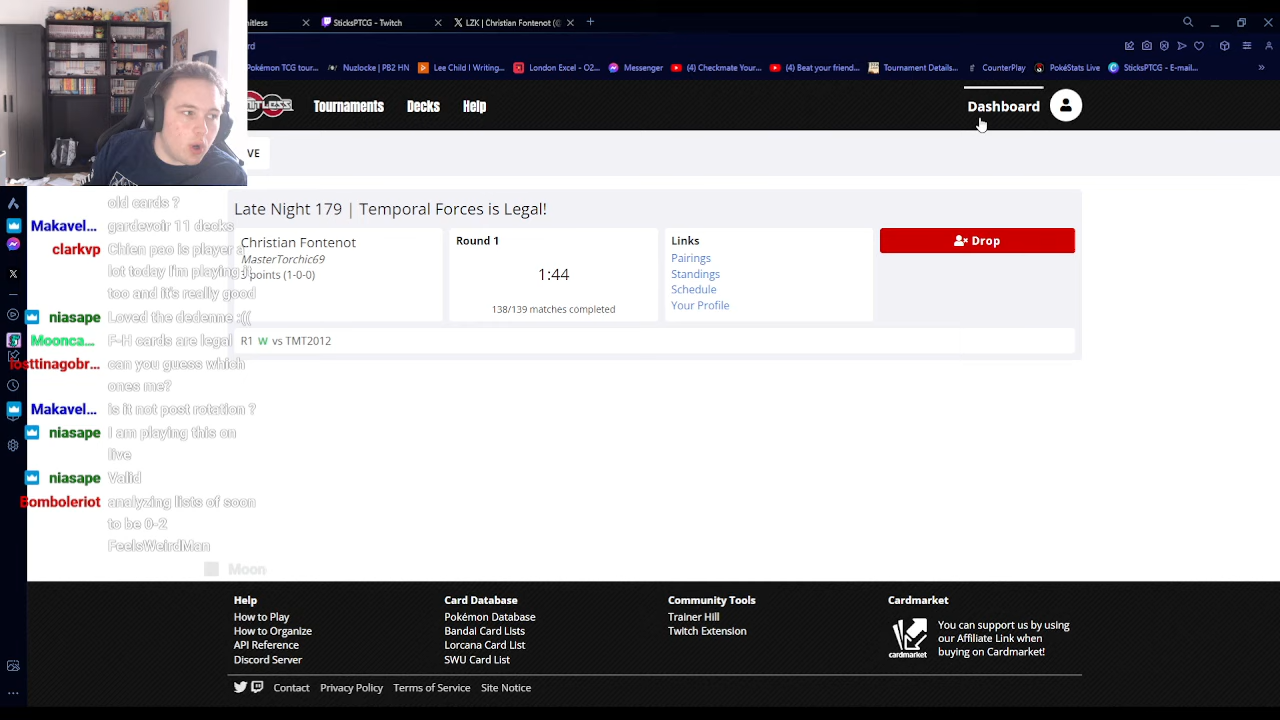 nitless
SticksPTCG - Twitch
LZK | Christian Fontenot (
Pokémon TCG tour...
Nuzlocke | PB2 HN
Lee Child | Writing...
London Excel - O2...
Messenger
(4) Checkmate Your...
(4) Beat your friend...
Tournament Details...
CounterPlay
PokéStats Live
SticksPTCG - E-mail...
Tournaments
Decks
Help
Dashboard
VE
Late Night 179 | Temporal Forces is Legal!
Christian Fontenot
MasterTorchic69
3 points (1-0-0)
Round 1
1:44
138/139 matches completed
Links
Pairings
Standings
Schedule
Your Profile
Drop
R1 W vs TMT2012
old cards ?
Makavel... gardevoir 11 decks
clarkvp Chien pao is player a
lot today I'm playing it
too and it's really good
niasape Loved the dedenne :((
Moonca... F-H cards are legal
losttinagobr... can you guess which
ones me?
Makavel... is it not post rotation ?
niasape I am playing this on
live
niasape Valid
Bomboleriot analyzing lists of soon
to be 0-2
FeelsWeirdMan
Moon
Help
How to Play
How to Organize
API Reference
Discord Server
Card Database
Pokémon Database
Bandai Card Lists
Lorcana Card List
SWU Card List
Community Tools
Trainer Hill
Twitch Extension
Cardmarket
cardmarket
You can support us by using
our Affiliate Link when
buying on Cardmarket!
Contact
Privacy Policy
Terms of Service
Site Notice